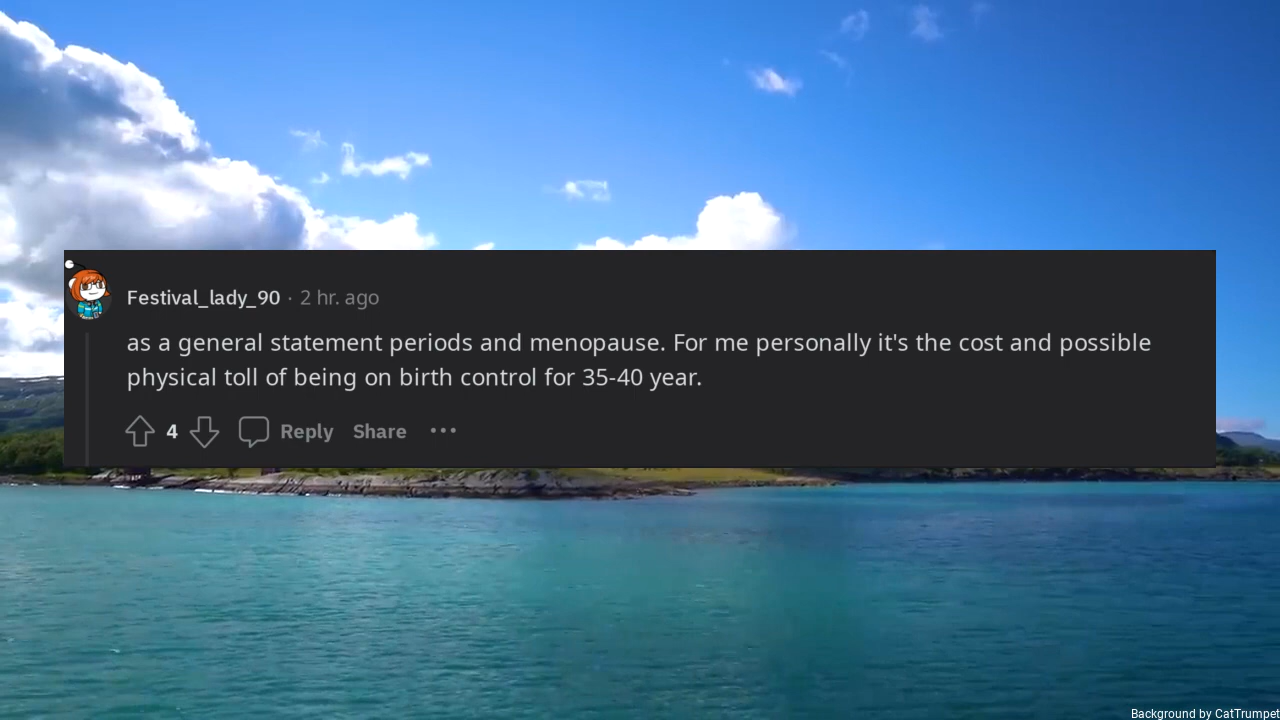 Festival_lady_90 · 2 hr. ago
as a general statement periods and menopause. For me personally it's the cost and possible
physical toll of being on birth control for 35-40 year.
4 Reply Share ···
Background by CatTrumpet